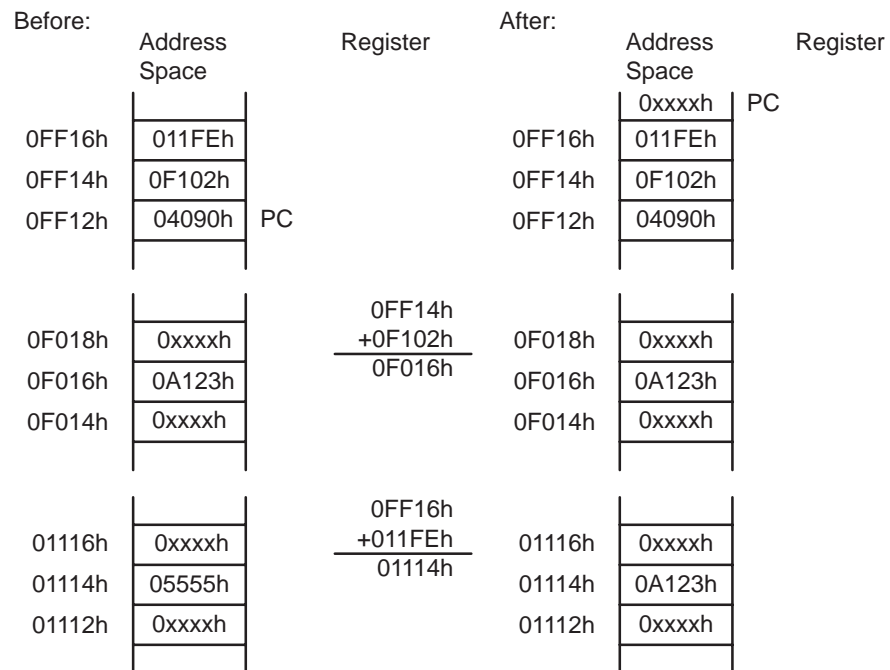 Before: After:
Address Register Address Register
Space Space
0xxxxh PC
0FF16h 011FEh 0FF16h 011FEh
0FF14h 0F102h 0FF14h 0F102h
0FF12h 04090h PC 0FF12h 04090h
0FF14h
0F018h 0xxxxh +0F102h 0F018h 0xxxxh
0F016h 0A123h 0F016h 0F016h 0A123h
0F014h 0xxxxh 0F014h 0xxxxh
0FF16h
01116h 0xxxxh +011FEh 01116h 0xxxxh
01114h 05555h 01114h 01114h 0A123h
01112h 0xxxxh 01112h 0xxxxh